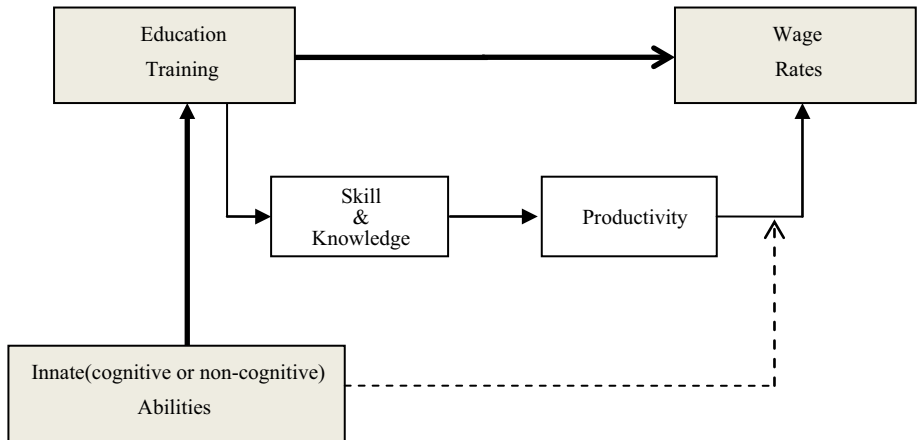 Education
Training
Wage
Rates
Skill
&
Knowledge
Productivity
Innate(cognitive or non-cognitive)
Abilities